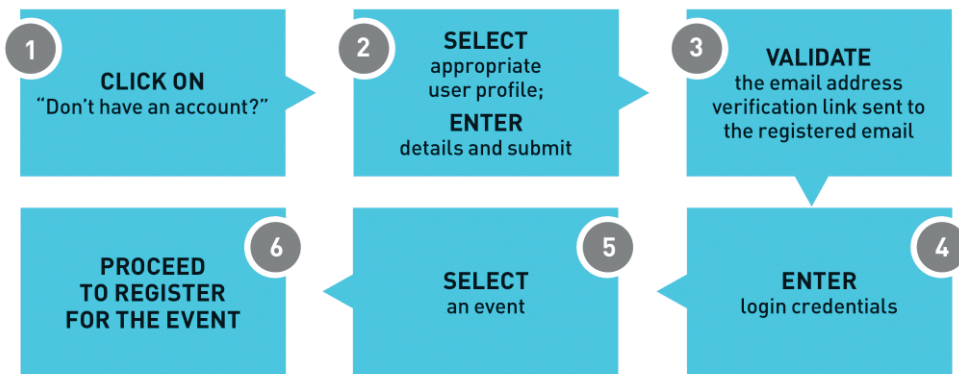 1
CLICK ON
“Don’t have an account?”
2
SELECT
appropriate
user profile;
ENTER
details and submit
3
VALIDATE
the email address
verification link sent to
the registered email
4
ENTER
login credentials
5
SELECT
an event
6
PROCEED
TO REGISTER
FOR THE EVENT